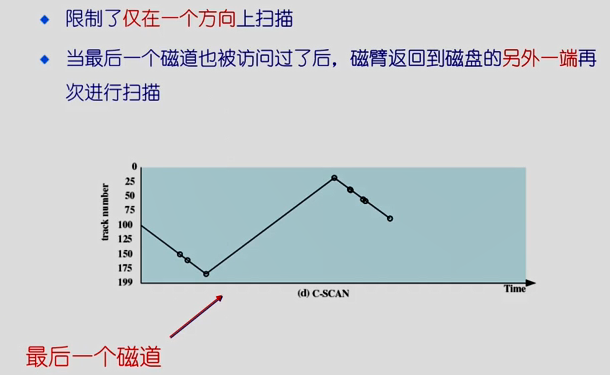 限制了仅在一个方向上扫描
当最后一个磁道也被访问过了后，磁臂返回到磁盘的另外一端再
次进行扫描
track number
0
25
50
75
100
125
150
175
199
Time
(d) C-SCAN
最后一个磁道